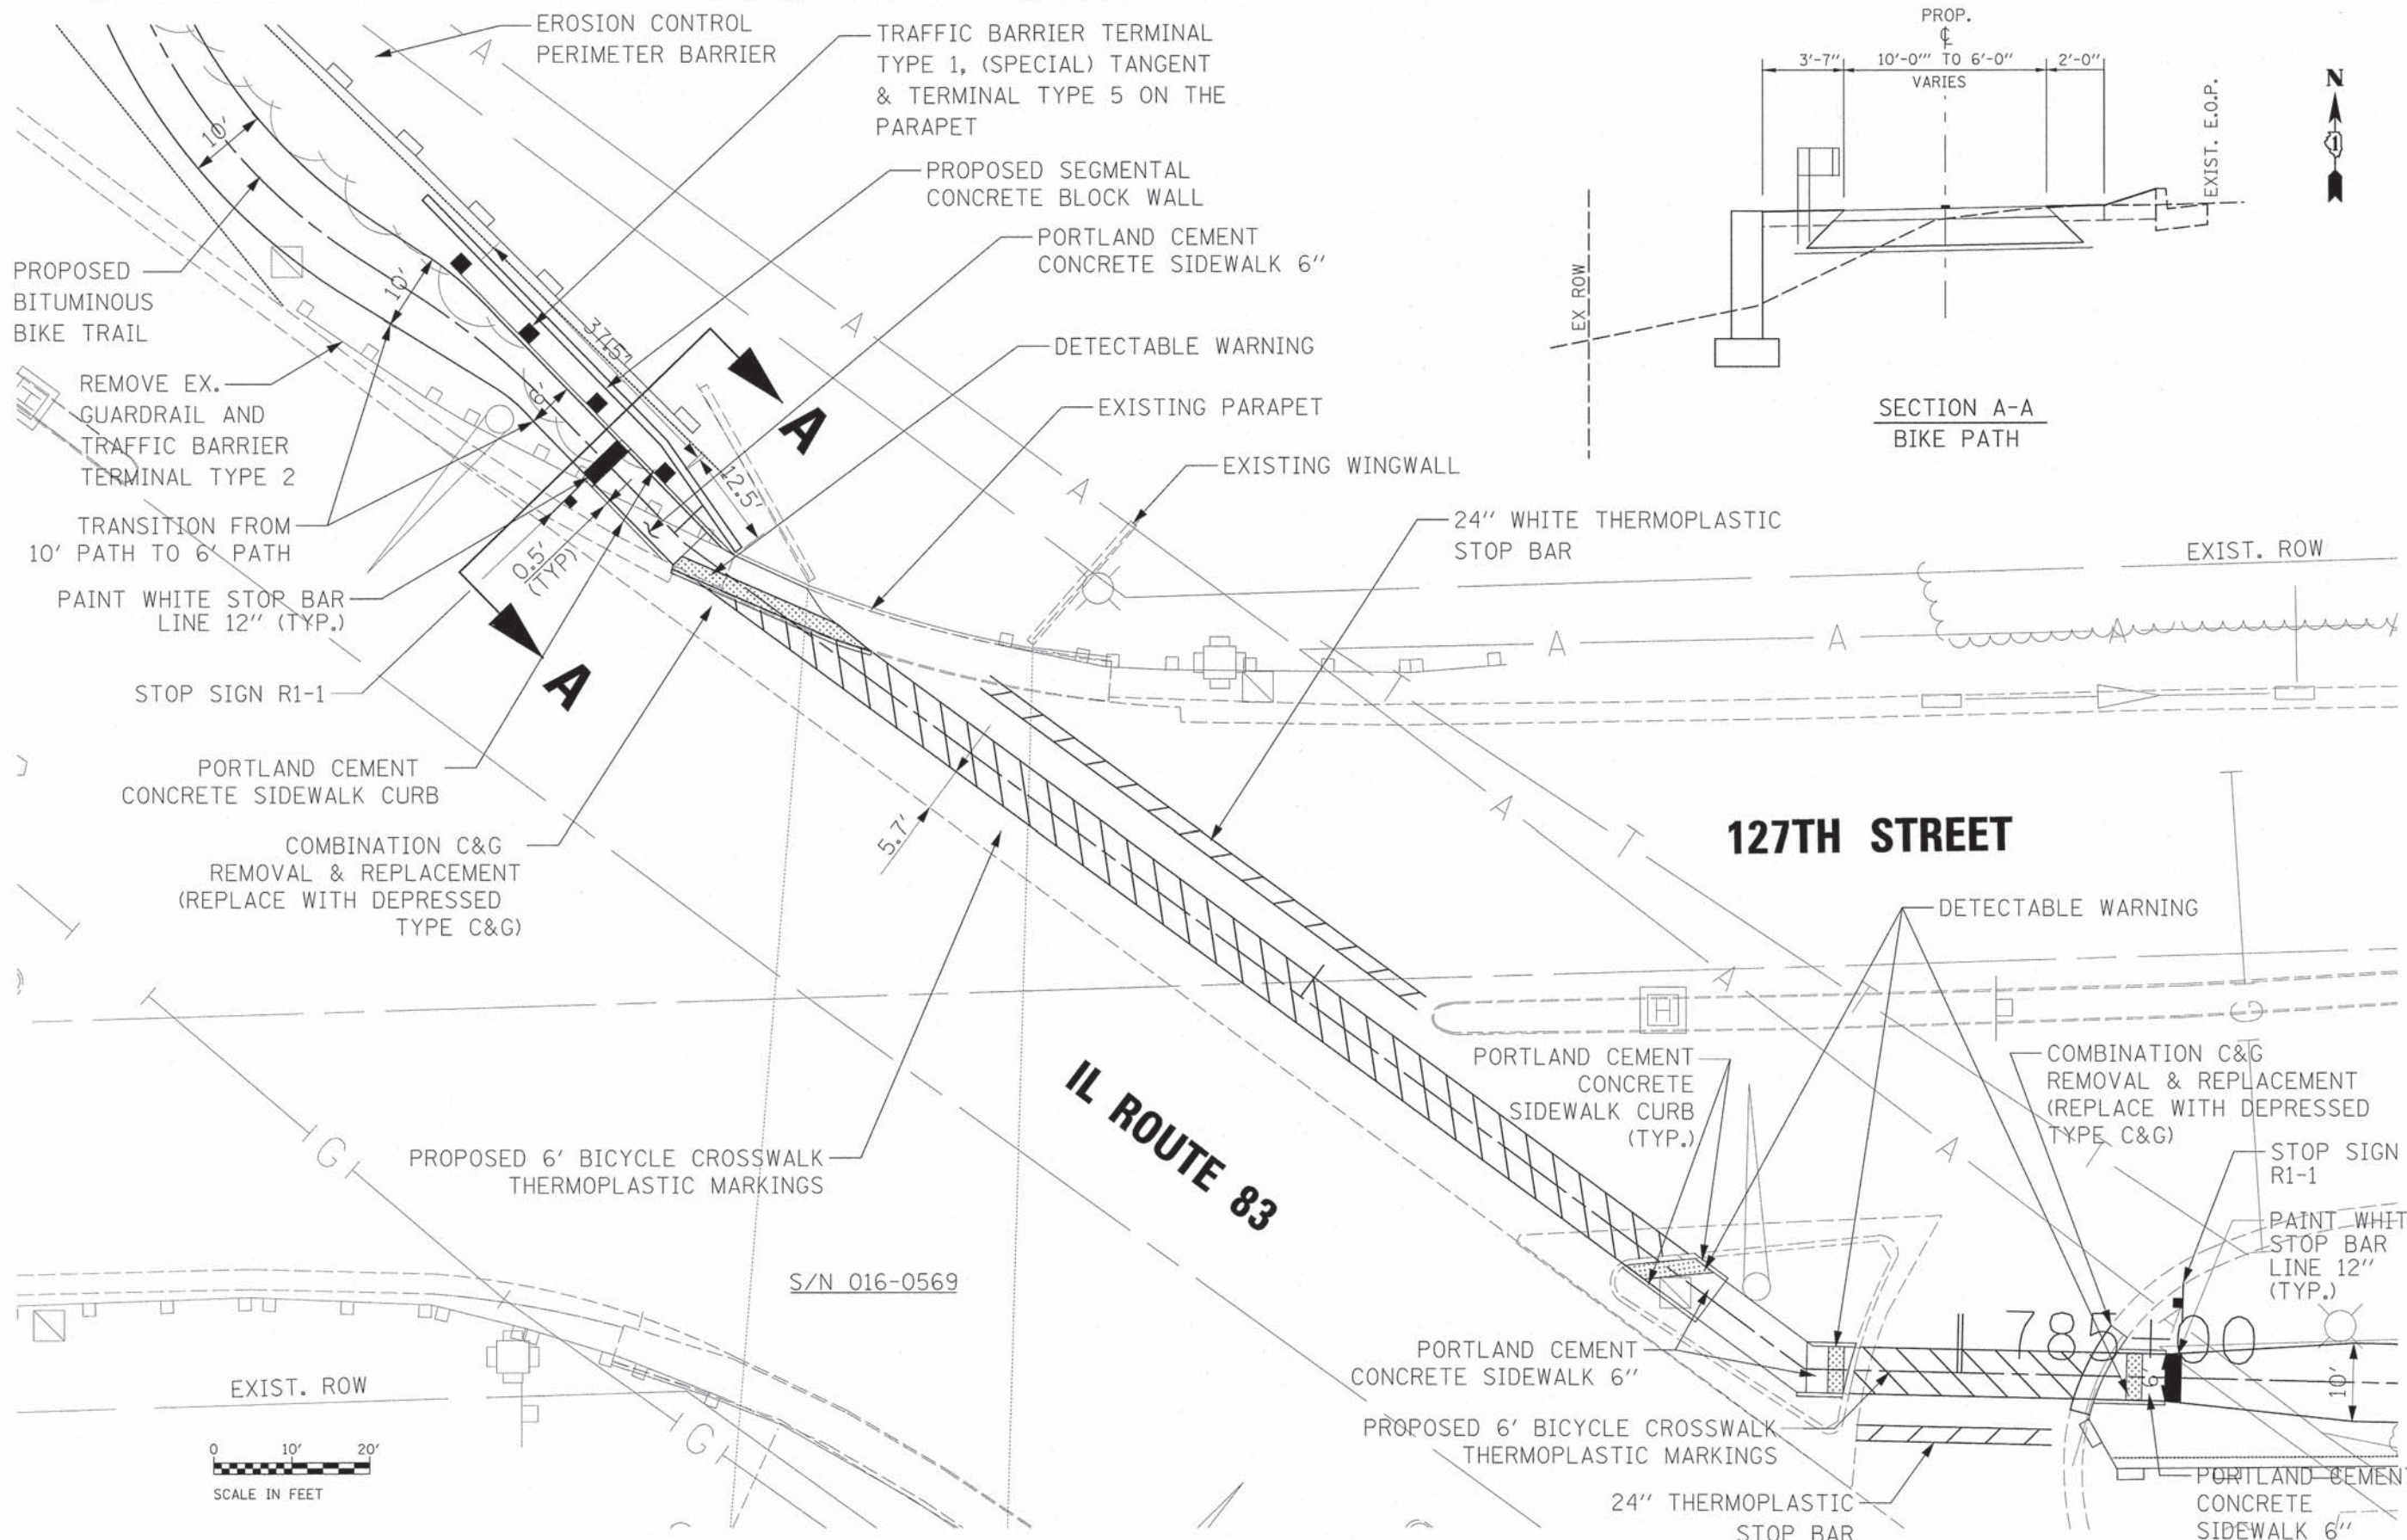 EROSION CONTROL
PERIMETER BARRIER
TRAFFIC BARRIER TERMINAL
TYPE 1, (SPECIAL) TANGENT
& TERMINAL TYPE 5 ON THE
PARAPET
PROPOSED SEGMENTAL
CONCRETE BLOCK WALL
PORTLAND CEMENT
CONCRETE SIDEWALK 6"
DETECTABLE WARNING
EXISTING PARAPET
EXISTING WINGWALL
24" WHITE THERMOPLASTIC
STOP BAR
PROP.
℄
3'-7"
10'-0"' TO 6'-0"
2'-0"
VARIES
EXIST. E.O.P.
EX ROW
SECTION A-A
BIKE PATH
N
1
10'
10'
8'
37.5'
12.5'
A
A
0.5'
(TYP)
5.7'
PROPOSED
BITUMINOUS
BIKE TRAIL
REMOVE EX.
GUARDRAIL AND
TRAFFIC BARRIER
TERMINAL TYPE 2
TRANSITION FROM
10' PATH TO 6' PATH
PAINT WHITE STOP BAR
LINE 12" (TYP.)
STOP SIGN R1-1
PORTLAND CEMENT
CONCRETE SIDEWALK CURB
COMBINATION C&G
REMOVAL & REPLACEMENT
(REPLACE WITH DEPRESSED
TYPE C&G)
EXIST. ROW
A
A
A
A
A
A
A
A
A
A
A
T
H
H
G
G
G
127TH STREET
DETECTABLE WARNING
PORTLAND CEMENT
CONCRETE
SIDEWALK CURB
(TYP.)
COMBINATION C&G
REMOVAL & REPLACEMENT
(REPLACE WITH DEPRESSED
TYPE C&G)
STOP SIGN
R1-1
PAINT WHIT
STOP BAR
LINE 12"
(TYP.)
IL ROUTE 83
PROPOSED 6' BICYCLE CROSSWALK
THERMOPLASTIC MARKINGS
S/N 016-0569
EXIST. ROW
0 10' 20'
SCALE IN FEET
PORTLAND CEMENT
CONCRETE SIDEWALK 6"
6'
10'
PROPOSED 6' BICYCLE CROSSWALK
THERMOPLASTIC MARKINGS
24" THERMOPLASTIC
STOP BAR
PORTLAND CEMENT
CONCRETE
SIDEWALK 6"